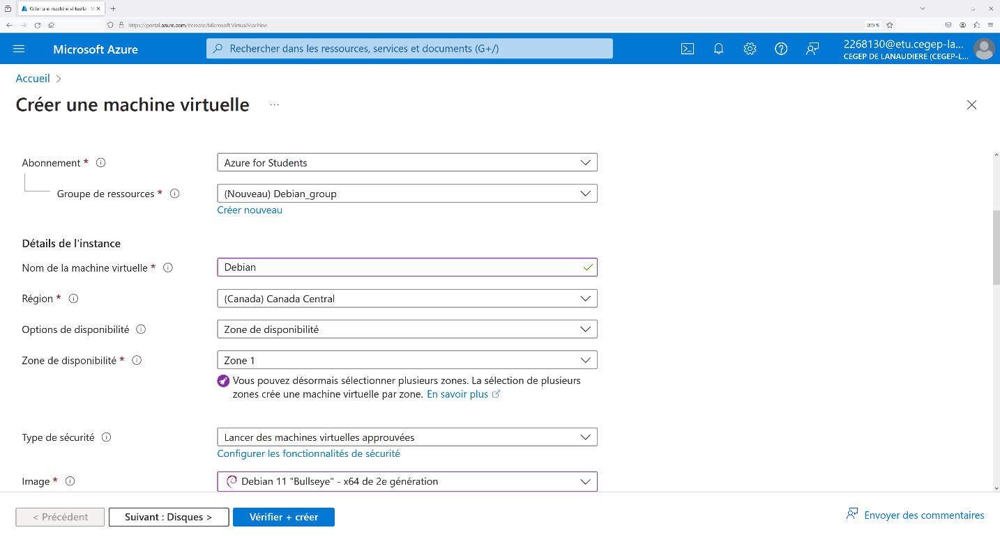 Créer une machine virtuelle - M
https://portal.azure.com/#create/Microsoft.VirtualMachine
200 %
Microsoft Azure
Rechercher dans les ressources, services et documents (G+/)
2268130@etu.cegep-la...
CEGEP DE LANAUDIERE (CEGEP-L...
Accueil
Créer une machine virtuelle ...
Abonnement * Azure for Students
Groupe de ressources * (Nouveau) Debian_group
Créer nouveau
Détails de l'instance
Nom de la machine virtuelle * Debian
Région * (Canada) Canada Central
Options de disponibilité Zone de disponibilité
Zone de disponibilité * Zone 1
Vous pouvez désormais sélectionner plusieurs zones. La sélection de plusieurs
zones crée une machine virtuelle par zone. En savoir plus
Type de sécurité Lancer des machines virtuelles approuvées
Configurer les fonctionnalités de sécurité
Image * Debian 11 "Bullseye" - x64 de 2e génération
< Précédent Suivant : Disques > Vérifier + créer Envoyer des commentaires